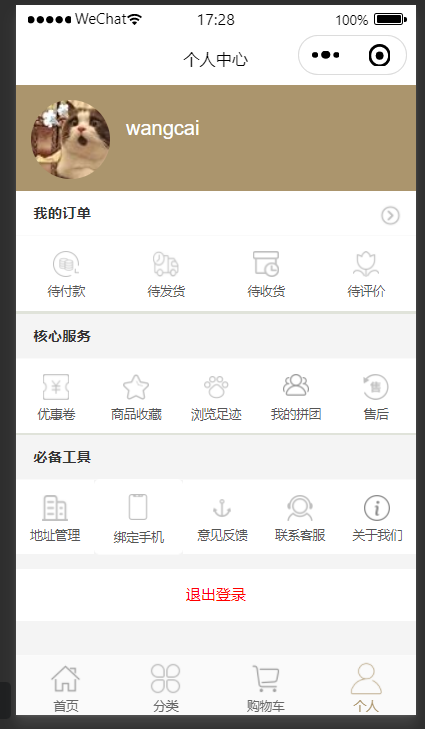 WeChat 17:28 100%
个人中心
wangcai
我的订单
待付款 待发货 待收货 待评价
核心服务
¥ 售
优惠卷 商品收藏 浏览足迹 我的拼团 售后
必备工具
地址管理 绑定手机 意见反馈 联系客服 关于我们
退出登录
首页 分类 购物车 个人